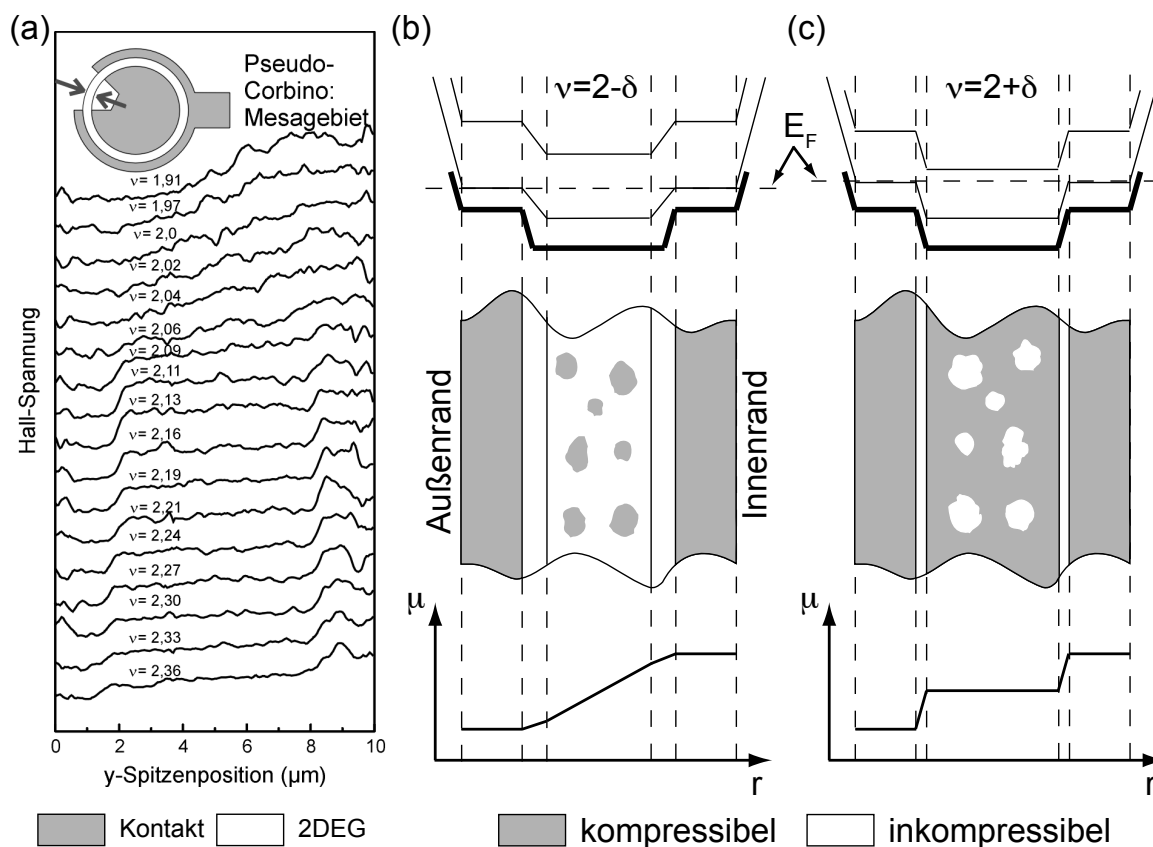 (a)
Pseudo-
Corbino:
Mesagebiet
ν= 1,91
ν= 1,97
ν= 2,0
ν= 2,02
ν= 2,04
ν= 2,06
ν= 2,09
ν= 2,11
ν= 2,13
ν= 2,16
ν= 2,19
ν= 2,21
ν= 2,24
ν= 2,27
ν= 2,30
ν= 2,33
ν= 2,36
Hall-Spannung
0 2 4 6 8 10
y-Spitzenposition (µm)
Kontakt 2DEG
(b)
ν=2-δ
E_F
Außenrand
Innenrand
µ
r
(c)
ν=2+δ
µ
r
kompressibel inkompressibel